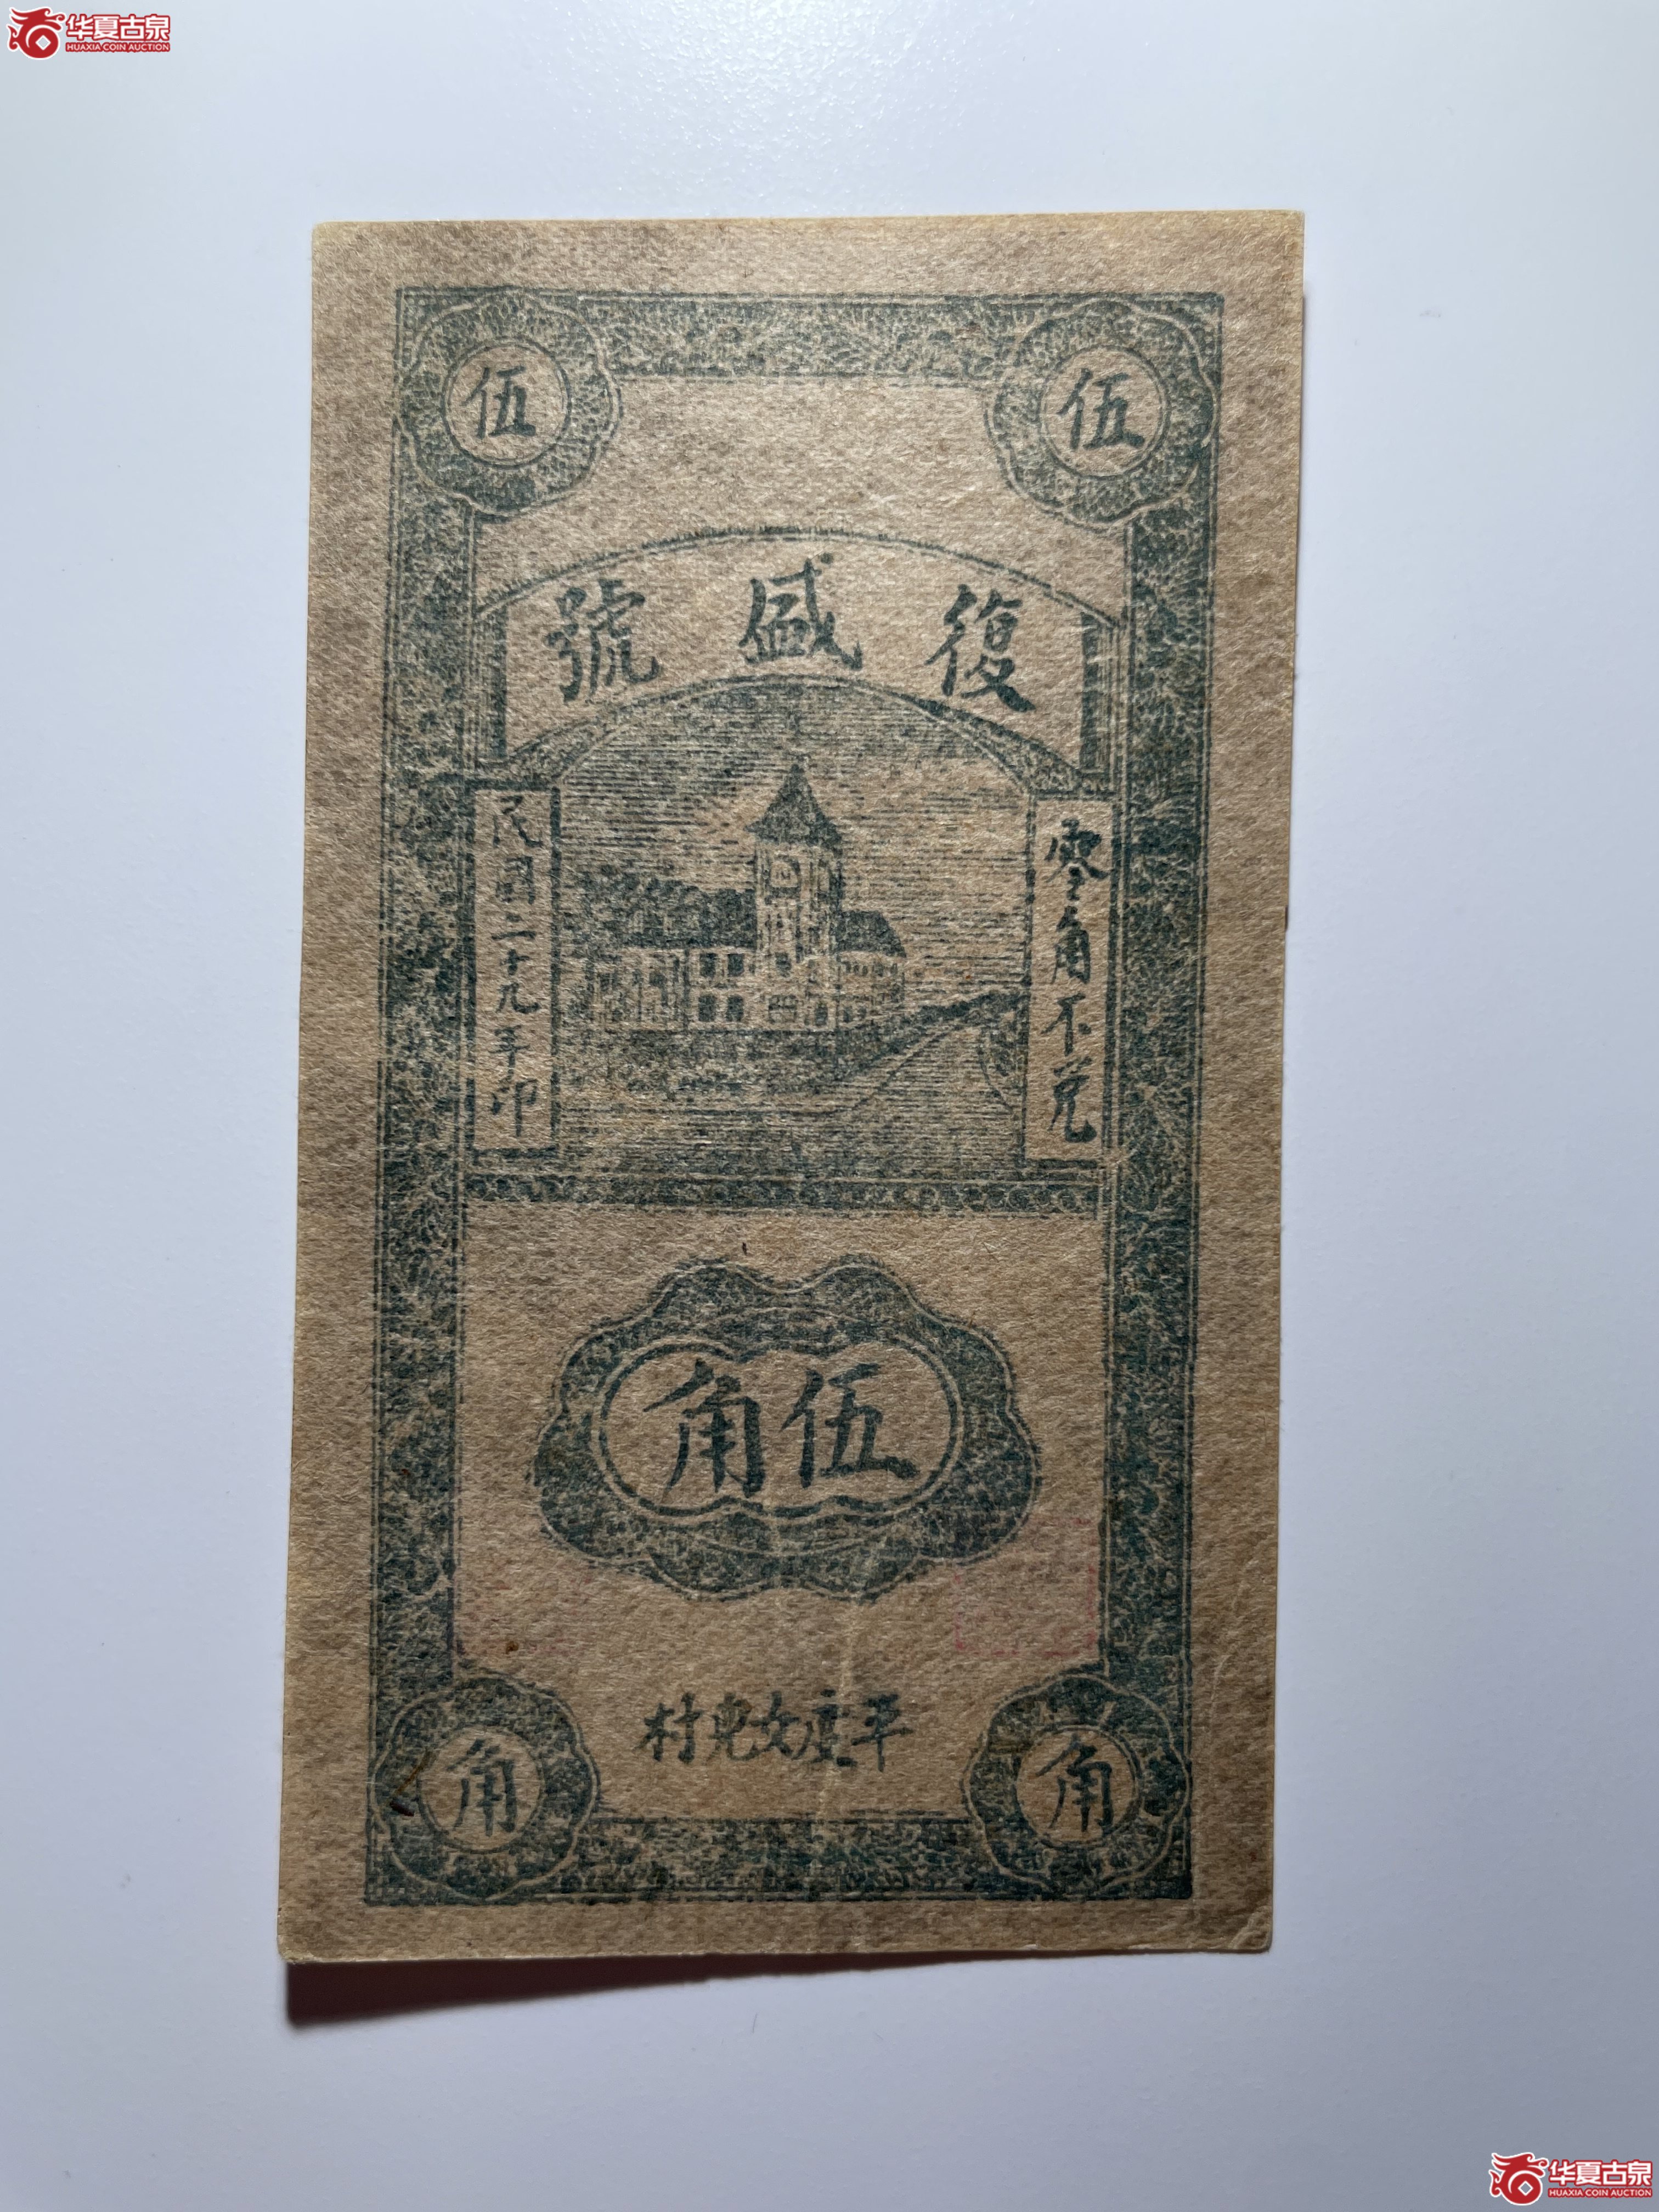 华夏古泉
HUAXIA COIN AUCTION
伍
伍
復盛號
零角不兌
民國二十九年印
伍角
平度女兒村
角
角
华夏古泉
HUAXIA COIN AUCTION